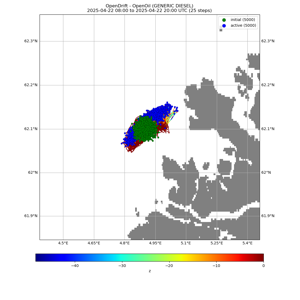 OpenDrift - OpenOil (GENERIC DIESEL)
2025-04-22 08:00 to 2025-04-22 20:00 UTC (25 steps)
initial (5000)
active (5000)
62.3°N
62.2°N
62.1°N
62°N
61.9°N
4.5°E
4.65°E
4.8°E
4.95°E
5.1°E
5.25°E
5.4°E
−40
−30
−20
−10
0
z